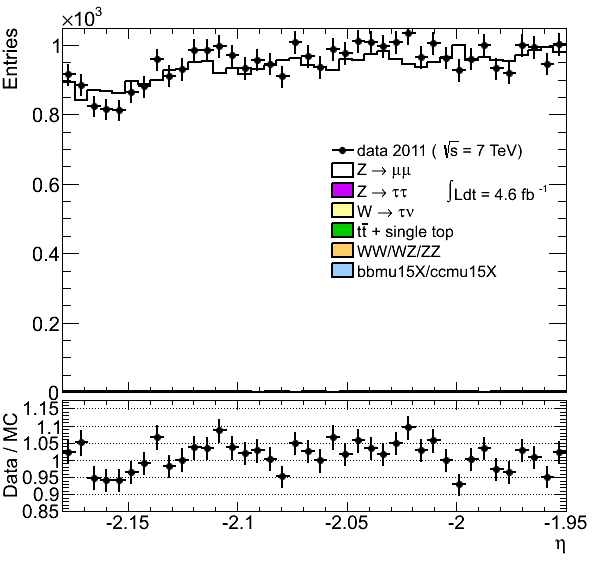 ×10³
Entries
1
0.8
0.6
0.4
0.2
0
data 2011 ( √s = 7 TeV)
Z → μμ
Z → ττ
∫Ldt = 4.6 fb⁻¹
W → τν
tt̄ + single top
WW/WZ/ZZ
bbmu15X/ccmu15X
Data / MC
1.15
1.1
1.05
1
0.95
0.9
0.85
-2.15 -2.1 -2.05 -2 -1.95
η